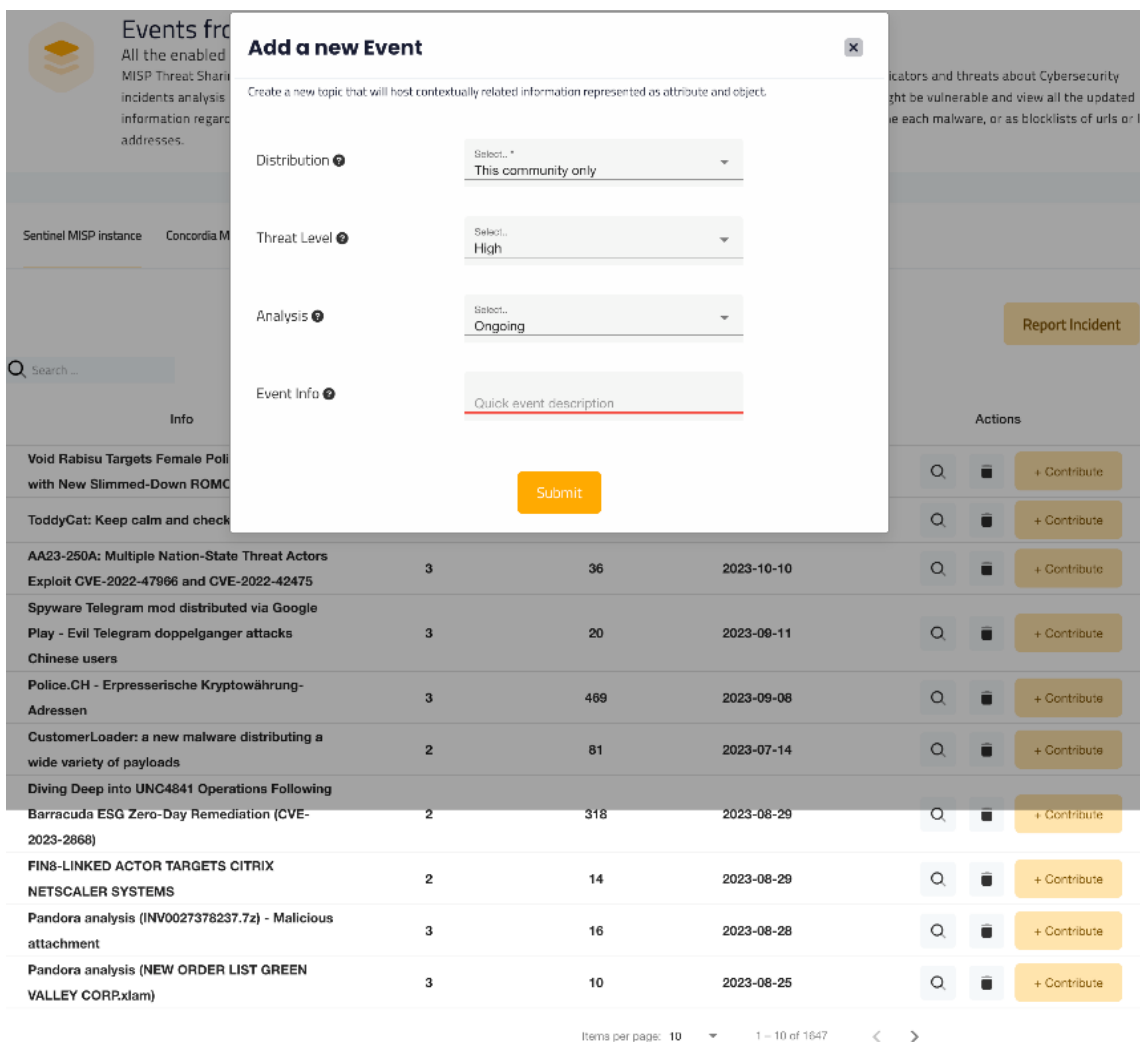 Events fro
All the enabled
MISP Threat Shari
icators and threats about Cybersecurity
incidents analysis
ght be vulnerable and view all the updated
information regard
e each malware, or as blocklists of urls or
addresses.
Add a new Event
Create a new topic that will host contextually related information represented as attribute and object.
Distribution
Select.. *
This community only
Threat Level
Select..
High
Analysis
Select..
Ongoing
Event Info
Quick event description
Submit
Sentinel MISP instance Concordia M
Report Incident
Search ...
Info Actions
Void Rabisu Targets Female Poli
with New Slimmed-Down ROMC
+ Contribute
ToddyCat: Keep calm and check
+ Contribute
AA23-250A: Multiple Nation-State Threat Actors
Exploit CVE-2022-47966 and CVE-2022-42475
3 36 2023-10-10 + Contribute
Spyware Telegram mod distributed via Google
Play - Evil Telegram doppelganger attacks
Chinese users
3 20 2023-09-11 + Contribute
Police.CH - Erpresserische Kryptowährung-
Adressen
3 469 2023-09-08 + Contribute
CustomerLoader: a new malware distributing a
wide variety of payloads
2 81 2023-07-14 + Contribute
Diving Deep into UNC4841 Operations Following
Barracuda ESG Zero-Day Remediation (CVE-
2023-2868)
2 318 2023-08-29 + Contribute
FIN8-LINKED ACTOR TARGETS CITRIX
NETSCALER SYSTEMS
2 14 2023-08-29 + Contribute
Pandora analysis (INV0027378237.7z) - Malicious
attachment
3 16 2023-08-28 + Contribute
Pandora analysis (NEW ORDER LIST GREEN
VALLEY CORP.xlam)
3 10 2023-08-25 + Contribute
Items per page: 10 1 – 10 of 1647